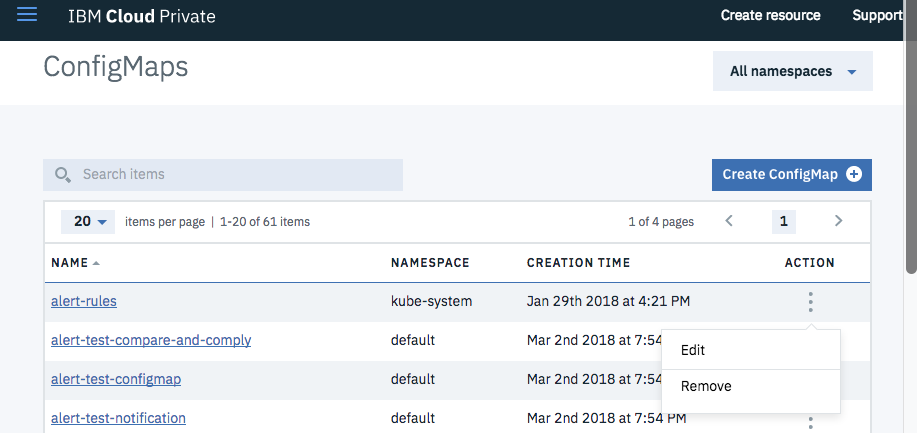 IBM Cloud Private Create resource Support
ConfigMaps
All namespaces
Search items
Create ConfigMap
20 items per page | 1-20 of 61 items 1 of 4 pages 1
NAME NAMESPACE CREATION TIME ACTION
alert-rules kube-system Jan 29th 2018 at 4:21 PM
alert-test-compare-and-comply default Mar 2nd 2018 at 7:54
Edit
alert-test-configmap default Mar 2nd 2018 at 7:54
Remove
alert-test-notification default Mar 2nd 2018 at 7:54 PM